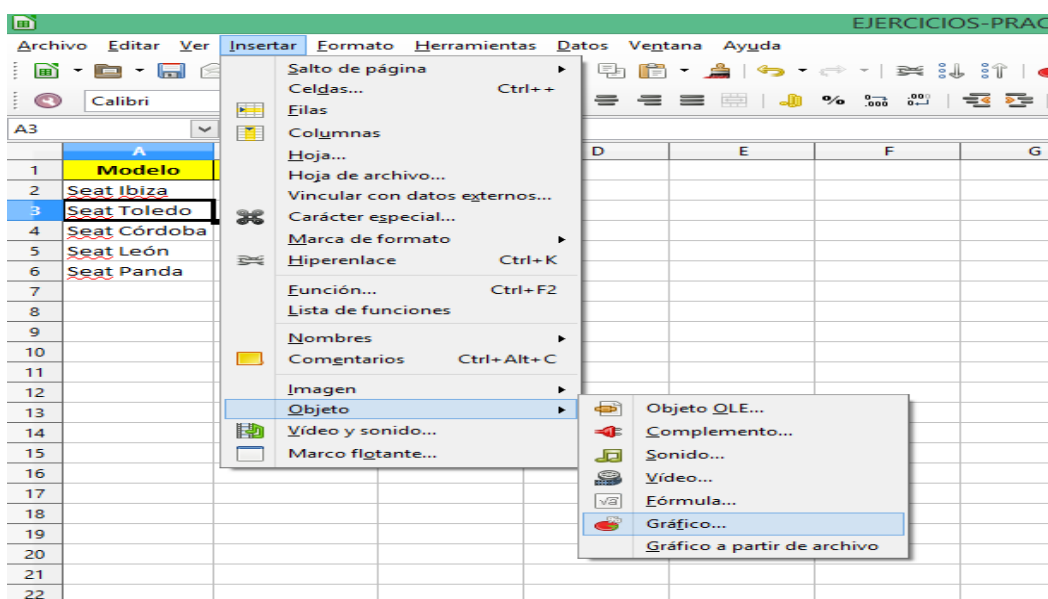 EJERCICIOS-PRAC
Archivo Editar Ver Insertar Formato Herramientas Datos Ventana Ayuda
Calibri
A3
A D E F G
1 Modelo
2 Seat Ibiza
3 Seat Toledo
4 Seat Córdoba
5 Seat León
6 Seat Panda
7
8
9
10
11
12
13
14
15
16
17
18
19
20
21
22
Salto de página
Celdas... Ctrl++
Filas
Columnas
Hoja...
Hoja de archivo...
Vincular con datos externos...
Carácter especial...
Marca de formato
Hiperenlace Ctrl+K
Función... Ctrl+F2
Lista de funciones
Nombres
Comentarios Ctrl+Alt+C
Imagen
Objeto
Vídeo y sonido...
Marco flotante...
Objeto OLE...
Complemento...
Sonido...
Vídeo...
Fórmula...
Gráfico...
Gráfico a partir de archivo